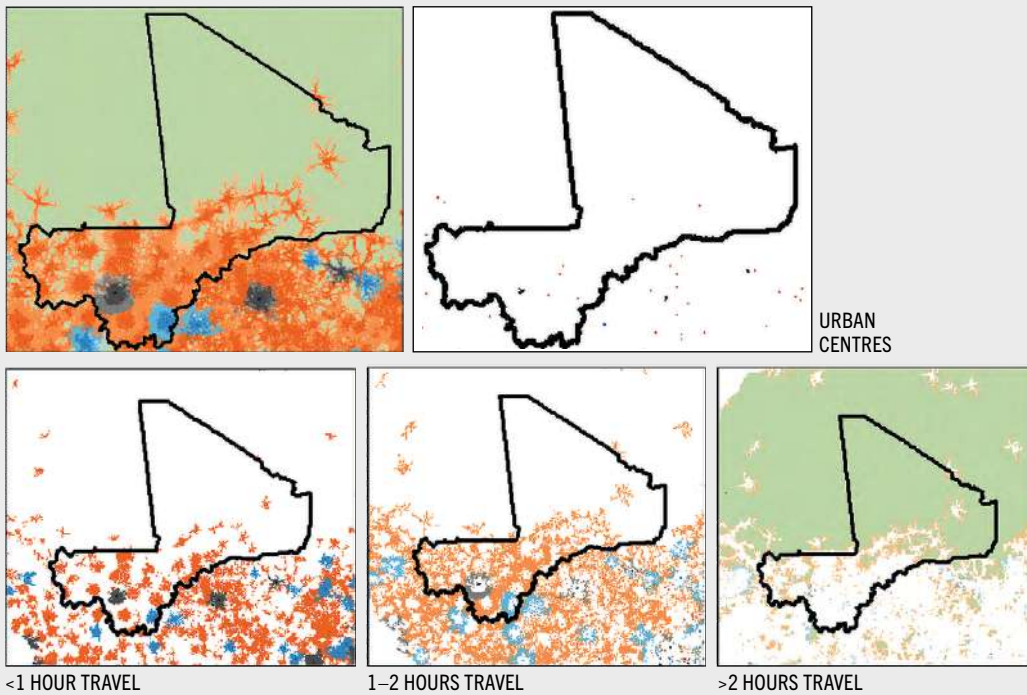 URBAN
CENTRES
<1 HOUR TRAVEL
1–2 HOURS TRAVEL
>2 HOURS TRAVEL